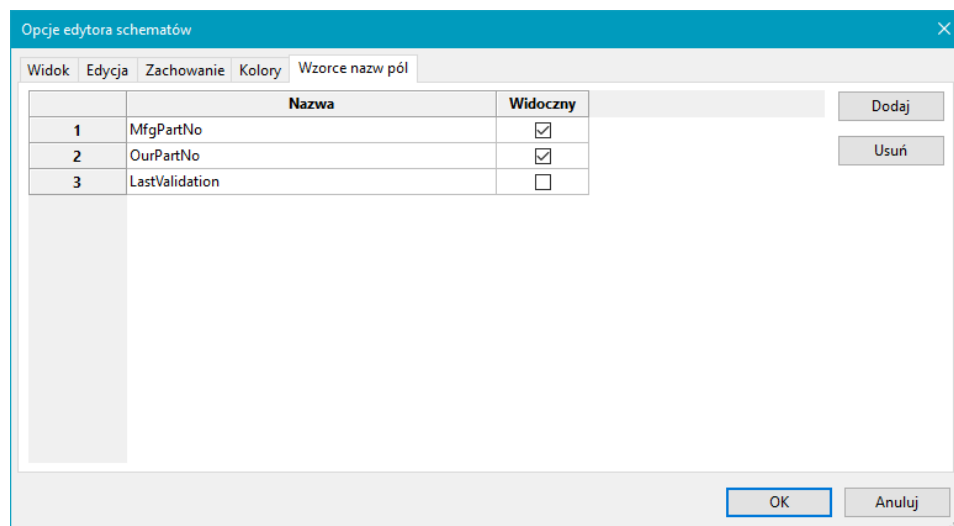 Opcje edytora schematów
Widok Edycja Zachowanie Kolory Wzorce nazw pól
Nazwa Widoczny
Dodaj
1 MfgPartNo
2 OurPartNo
Usuń
3 LastValidation
OK Anuluj